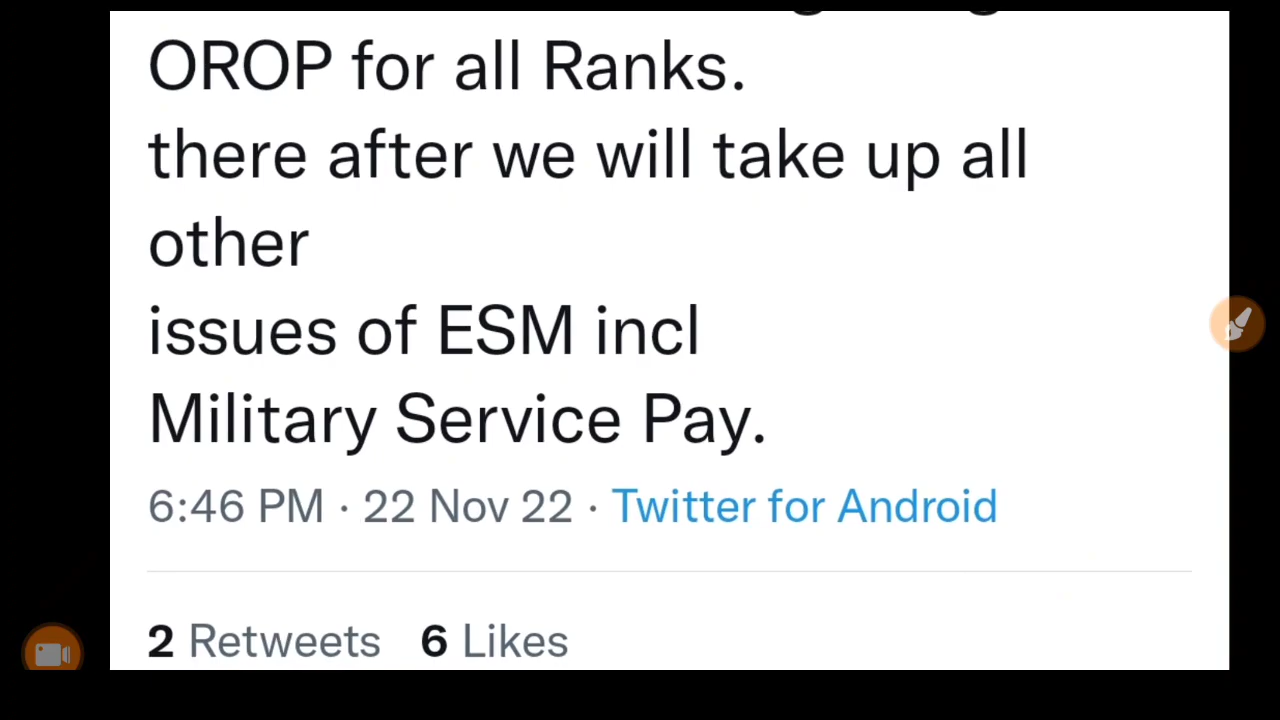 OROP for all Ranks.
there after we will take up all
other
issues of ESM incl
Military Service Pay.
6:46 PM · 22 Nov 22 · Twitter for Android
2 Retweets 6 Likes